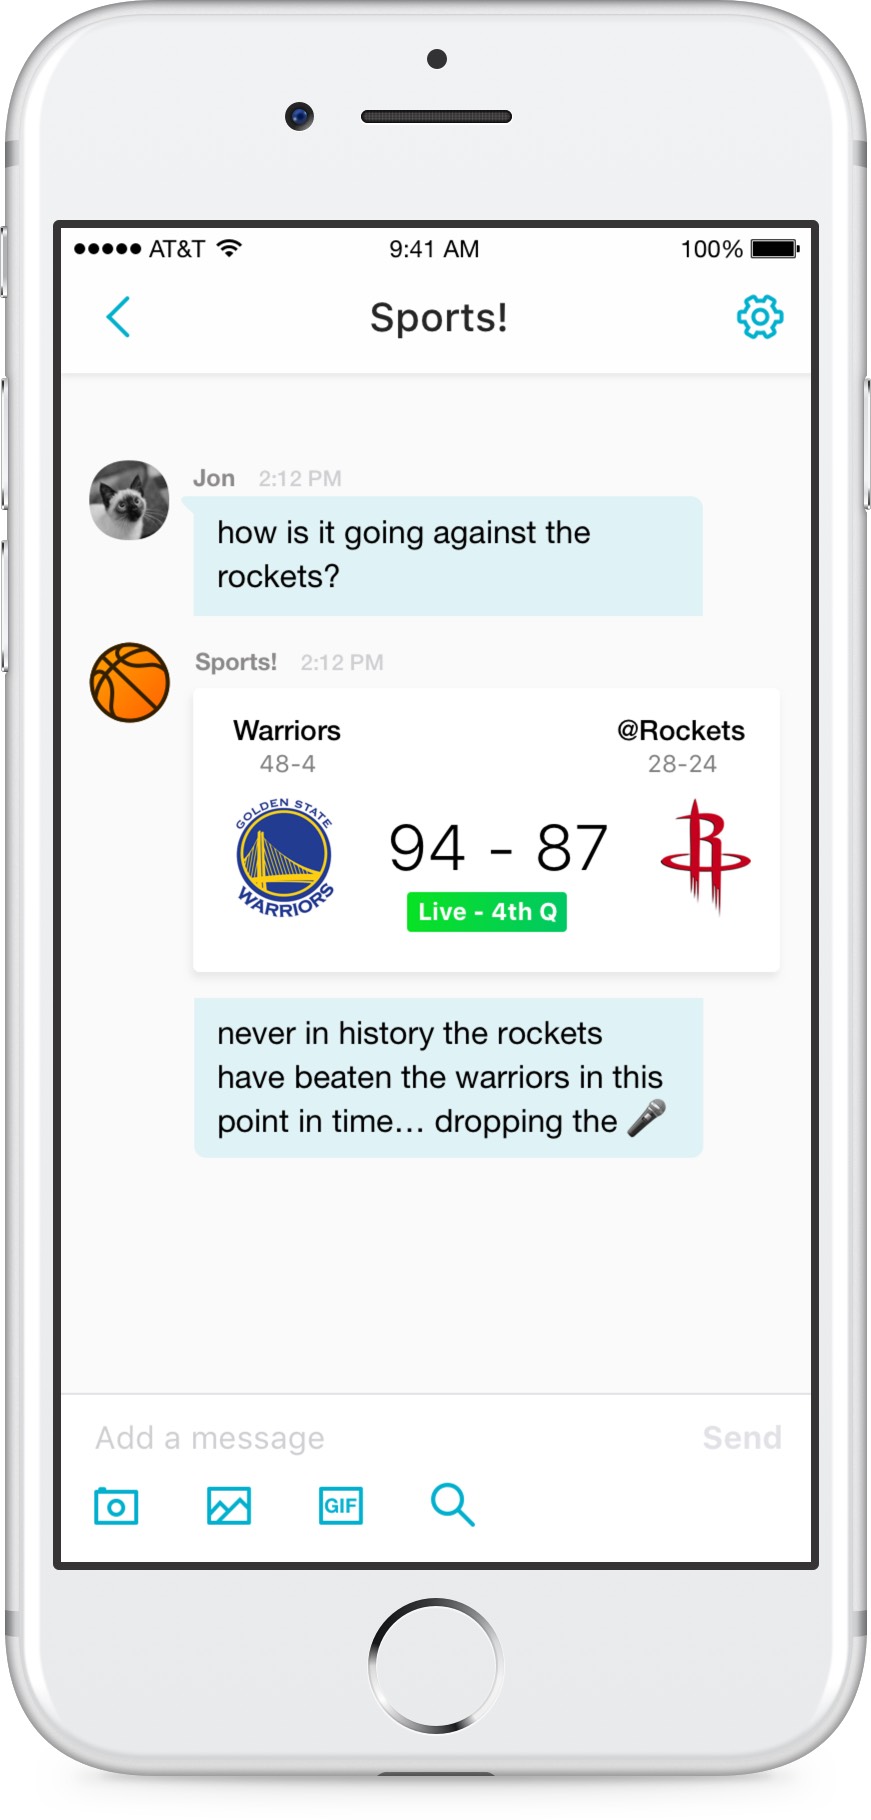 AT&T 9:41 AM 100%
Sports!
Jon 2:12 PM
how is it going against the
rockets?
Sports! 2:12 PM
Warriors @Rockets
48-4 28-24
GOLDEN STATE
WARRIORS
94 - 87
R
Live - 4th Q
never in history the rockets
have beaten the warriors in this
point in time... dropping the 🎤
Add a message Send
GIF